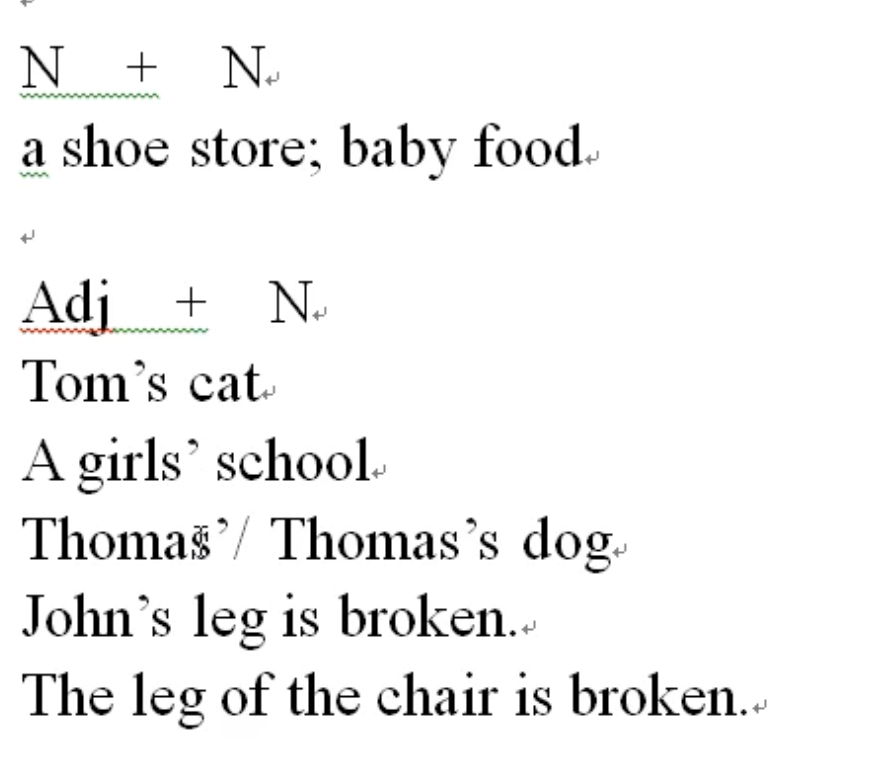 N + N
a shoe store; baby food
Adj + N
Tom’s cat
A girls’ school
Thomas’/ Thomas’s dog
John’s leg is broken.
The leg of the chair is broken.